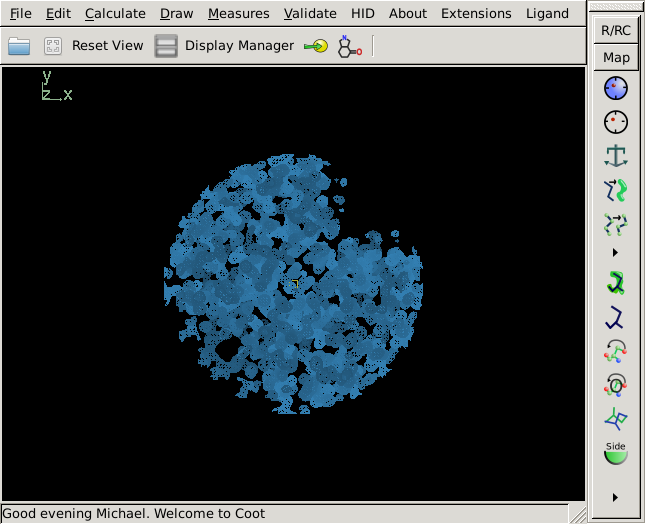 File Edit Calculate Draw Measures Validate HID About Extensions Ligand
R/RC
Reset View Display Manager
Map
y
z x
Side
Good evening Michael. Welcome to Coot